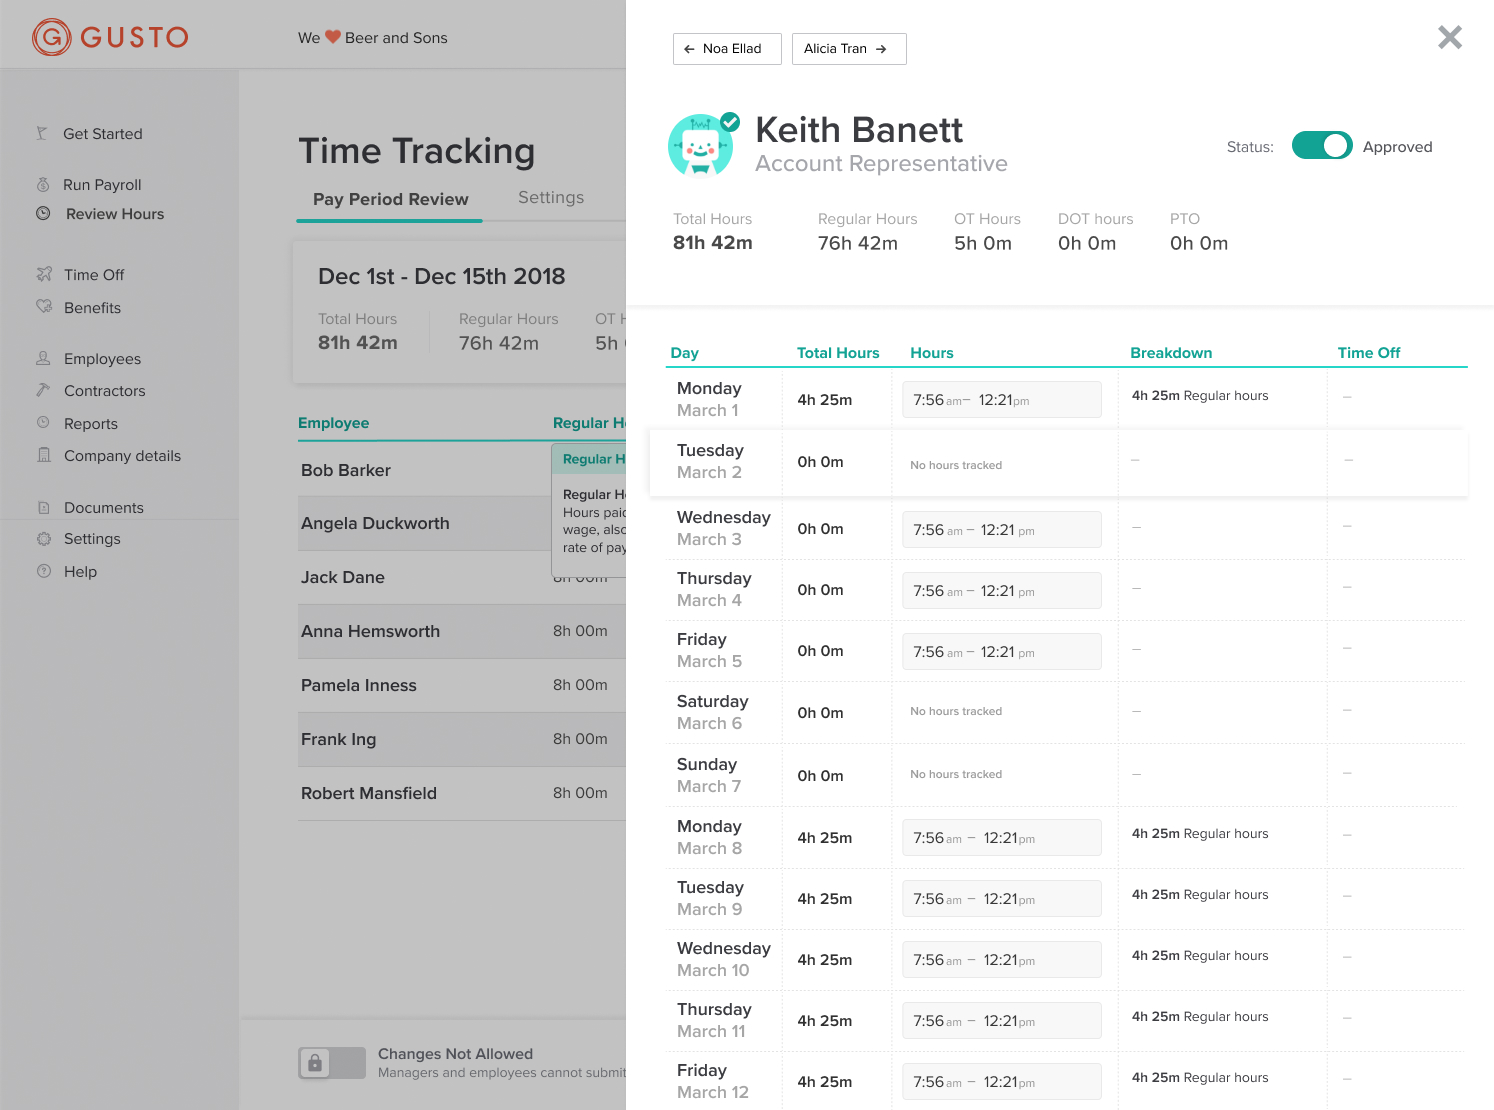 GUSTO
We Beer and Sons
Get Started
Run Payroll
Review Hours
Time Off
Benefits
Employees
Contractors
Reports
Company details
Documents
Settings
Help
Time Tracking
Pay Period Review Settings
Dec 1st - Dec 15th 2018
Total Hours Regular Hours OT H
81h 42m 76h 42m 5h
Employee Regular H
Bob Barker
Angela Duckworth
Jack Dane 8h 00m
Anna Hemsworth 8h 00m
Pamela Inness 8h 00m
Frank Ing 8h 00m
Robert Mansfield 8h 00m
Regular H
Regular H
Hours paid
wage, also
rate of pay
Changes Not Allowed
Managers and employees cannot submit
← Noa Ellad Alicia Tran →
Keith Banett
Account Representative
Status: Approved
Total Hours Regular Hours OT Hours DOT hours PTO
81h 42m 76h 42m 5h 0m 0h 0m 0h 0m
Day Total Hours Hours Breakdown Time Off
Monday
March 1 4h 25m 7:56 am – 12:21 pm 4h 25m Regular hours –
Tuesday
March 2 0h 0m No hours tracked – –
Wednesday
March 3 0h 0m 7:56 am – 12:21 pm – –
Thursday
March 4 0h 0m 7:56 am – 12:21 pm – –
Friday
March 5 0h 0m 7:56 am – 12:21 pm – –
Saturday
March 6 0h 0m No hours tracked – –
Sunday
March 7 0h 0m No hours tracked – –
Monday
March 8 4h 25m 7:56 am – 12:21 pm 4h 25m Regular hours –
Tuesday
March 9 4h 25m 7:56 am – 12:21 pm 4h 25m Regular hours –
Wednesday
March 10 4h 25m 7:56 am – 12:21 pm 4h 25m Regular hours –
Thursday
March 11 4h 25m 7:56 am – 12:21 pm 4h 25m Regular hours –
Friday
March 12 4h 25m 7:56 am – 12:21 pm 4h 25m Regular hours –